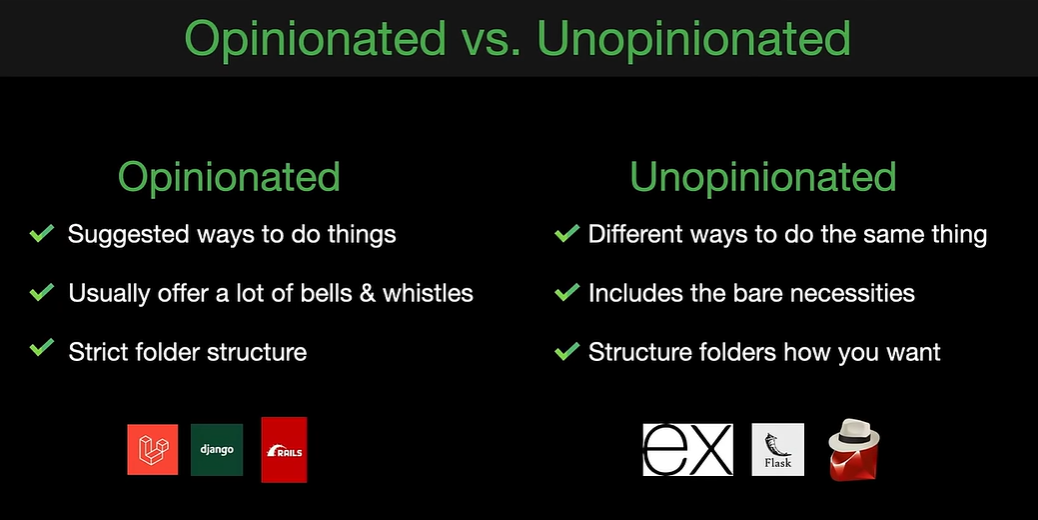 Opinionated vs. Unopinionated
Opinionated
Suggested ways to do things
Usually offer a lot of bells & whistles
Strict folder structure
django
RAILS
Unopinionated
Different ways to do the same thing
Includes the bare necessities
Structure folders how you want
ex
Flask